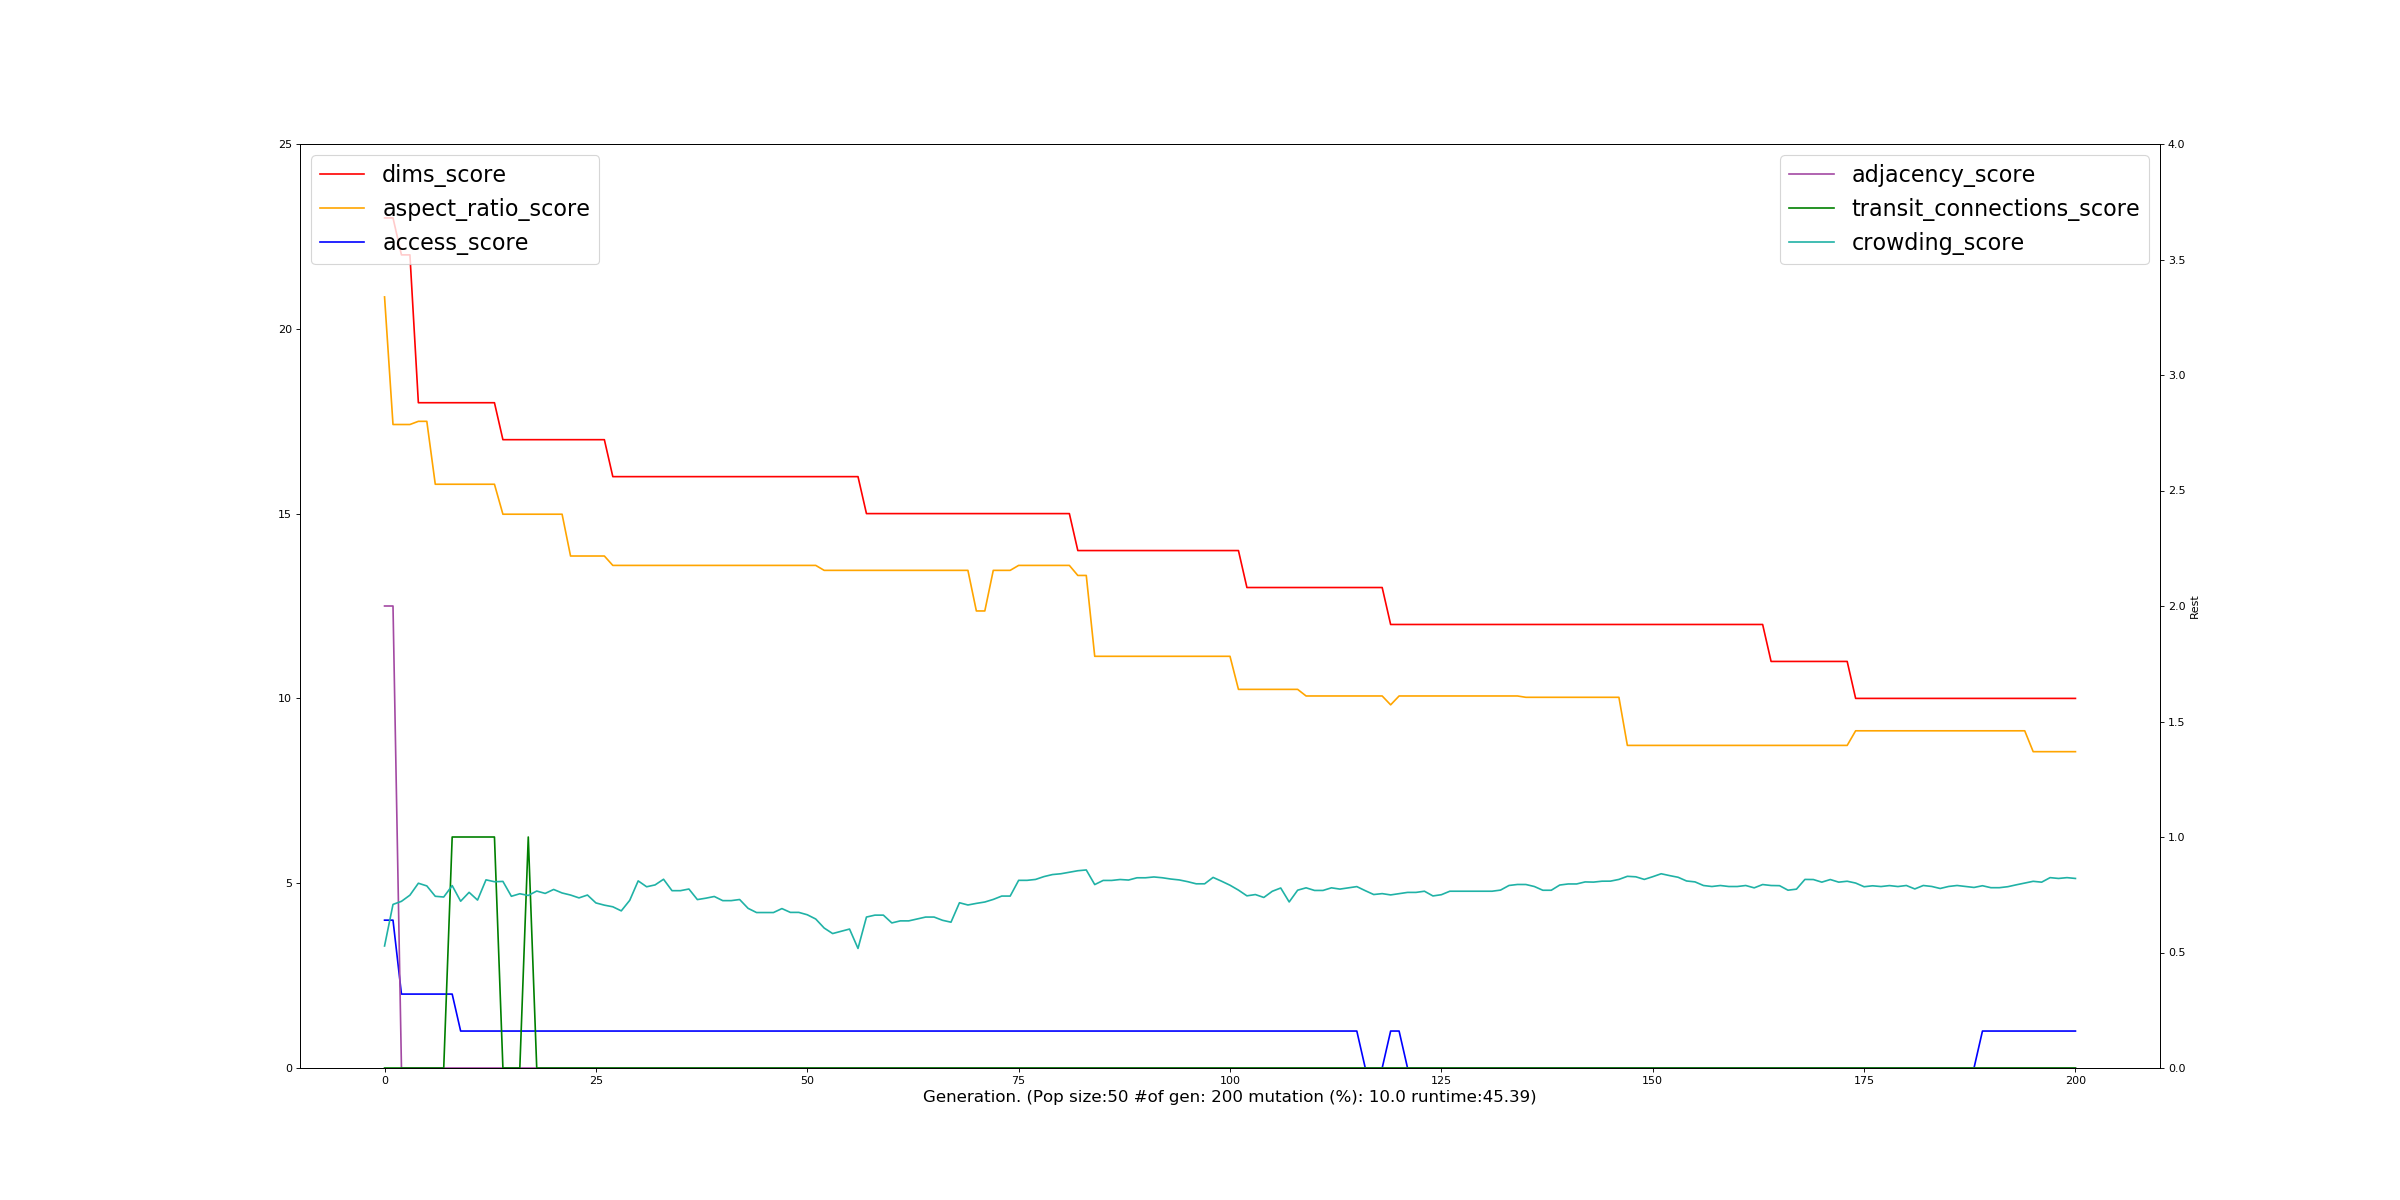 dims_score
aspect_ratio_score
access_score
adjacency_score
transit_connections_score
crowding_score
25
20
15
10
5
0
4.0
3.5
3.0
2.5
2.0
1.5
1.0
0.5
0.0
Rest
0 25 50 75 100 125 150 175 200
Generation. (Pop size:50 #of gen: 200 mutation (%): 10.0 runtime:45.39)